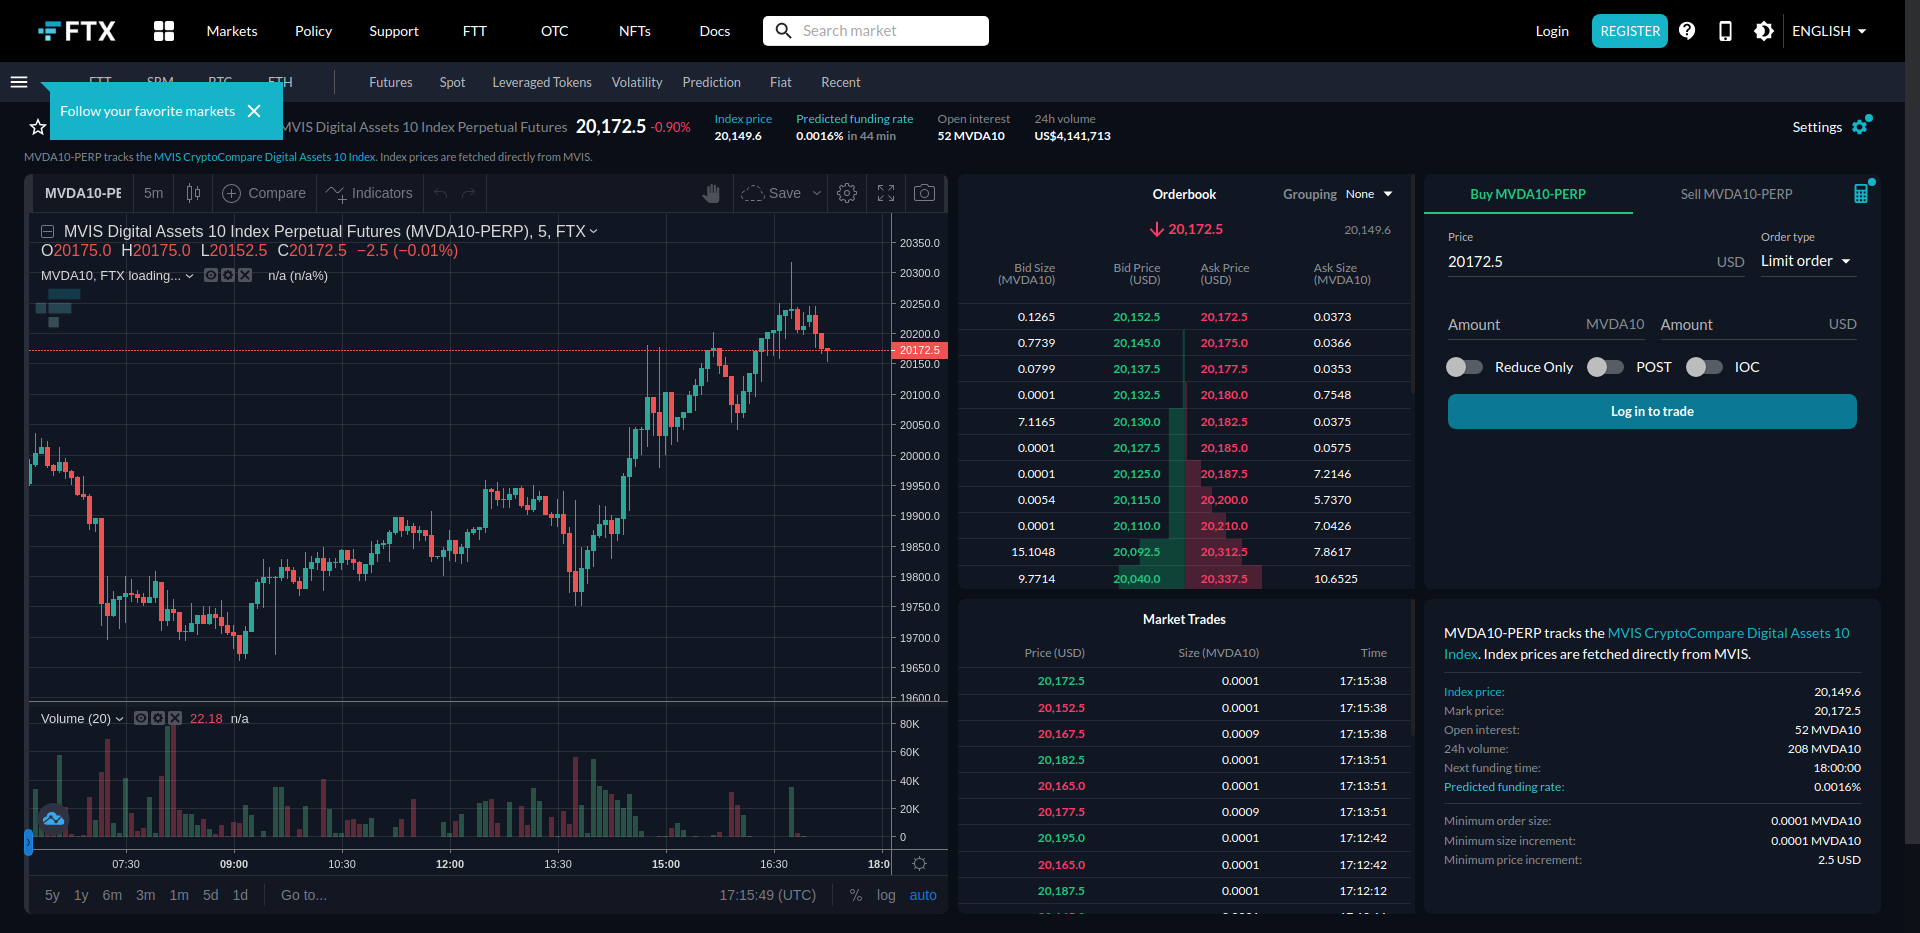 FTX Markets Policy Support FTT OTC NFTs Docs Search market Login REGISTER ENGLISH
Futures Spot Leveraged Tokens Volatility Prediction Fiat Recent
Follow your favorite markets
MVIS Digital Assets 10 Index Perpetual Futures 20,172.5 -0.90%
Index price
20,149.6
Predicted funding rate
0.0016% in 44 min
Open interest
52 MVDA10
24h volume
US$4,141,713
Settings
MVDA10-PERP tracks the MVIS CryptoCompare Digital Assets 10 Index. Index prices are fetched directly from MVIS.
MVDA10-PE 5m Compare Indicators Save
MVIS Digital Assets 10 Index Perpetual Futures (MVDA10-PERP), 5, FTX
O20175.0 H20175.0 L20152.5 C20172.5 −2.5 (−0.01%)
MVDA10, FTX loading... n/a (n/a%)
20350.0
20300.0
20250.0
20200.0
20172.5
20150.0
20100.0
20050.0
20000.0
19950.0
19900.0
19850.0
19800.0
19750.0
19700.0
19650.0
19600.0
Volume (20) 22.18 n/a
80K
60K
40K
20K
0
07:30 09:00 10:30 12:00 13:30 15:00 16:30 18:0
5y 1y 6m 3m 1m 5d 1d Go to... 17:15:49 (UTC) % log auto
Orderbook Grouping None
20,172.5 20,149.6
Bid Size (MVDA10) Bid Price (USD) Ask Price (USD) Ask Size (MVDA10)
0.1265 20,152.5 20,172.5 0.0373
0.7739 20,145.0 20,175.0 0.0366
0.0799 20,137.5 20,177.5 0.0353
0.0001 20,132.5 20,180.0 0.7548
7.1165 20,130.0 20,182.5 0.0375
0.0001 20,127.5 20,185.0 0.0575
0.0001 20,125.0 20,187.5 7.2146
0.0054 20,115.0 20,200.0 5.7370
0.0001 20,110.0 20,210.0 7.0426
15.1048 20,092.5 20,312.5 7.8617
9.7714 20,040.0 20,337.5 10.6525
Market Trades
Price (USD) Size (MVDA10) Time
20,172.5 0.0001 17:15:38
20,152.5 0.0001 17:15:38
20,167.5 0.0009 17:15:38
20,182.5 0.0001 17:13:51
20,165.0 0.0001 17:13:51
20,177.5 0.0009 17:13:51
20,195.0 0.0001 17:12:42
20,165.0 0.0001 17:12:42
20,187.5 0.0001 17:12:12
Buy MVDA10-PERP Sell MVDA10-PERP
Price Order type
20172.5 USD Limit order
Amount MVDA10 Amount USD
Reduce Only POST IOC
Log in to trade
MVDA10-PERP tracks the MVIS CryptoCompare Digital Assets 10
Index. Index prices are fetched directly from MVIS.
Index price: 20,149.6
Mark price: 20,172.5
Open interest: 52 MVDA10
24h volume: 208 MVDA10
Next funding time: 18:00:00
Predicted funding rate: 0.0016%
Minimum order size: 0.0001 MVDA10
Minimum size increment: 0.0001 MVDA10
Minimum price increment: 2.5 USD